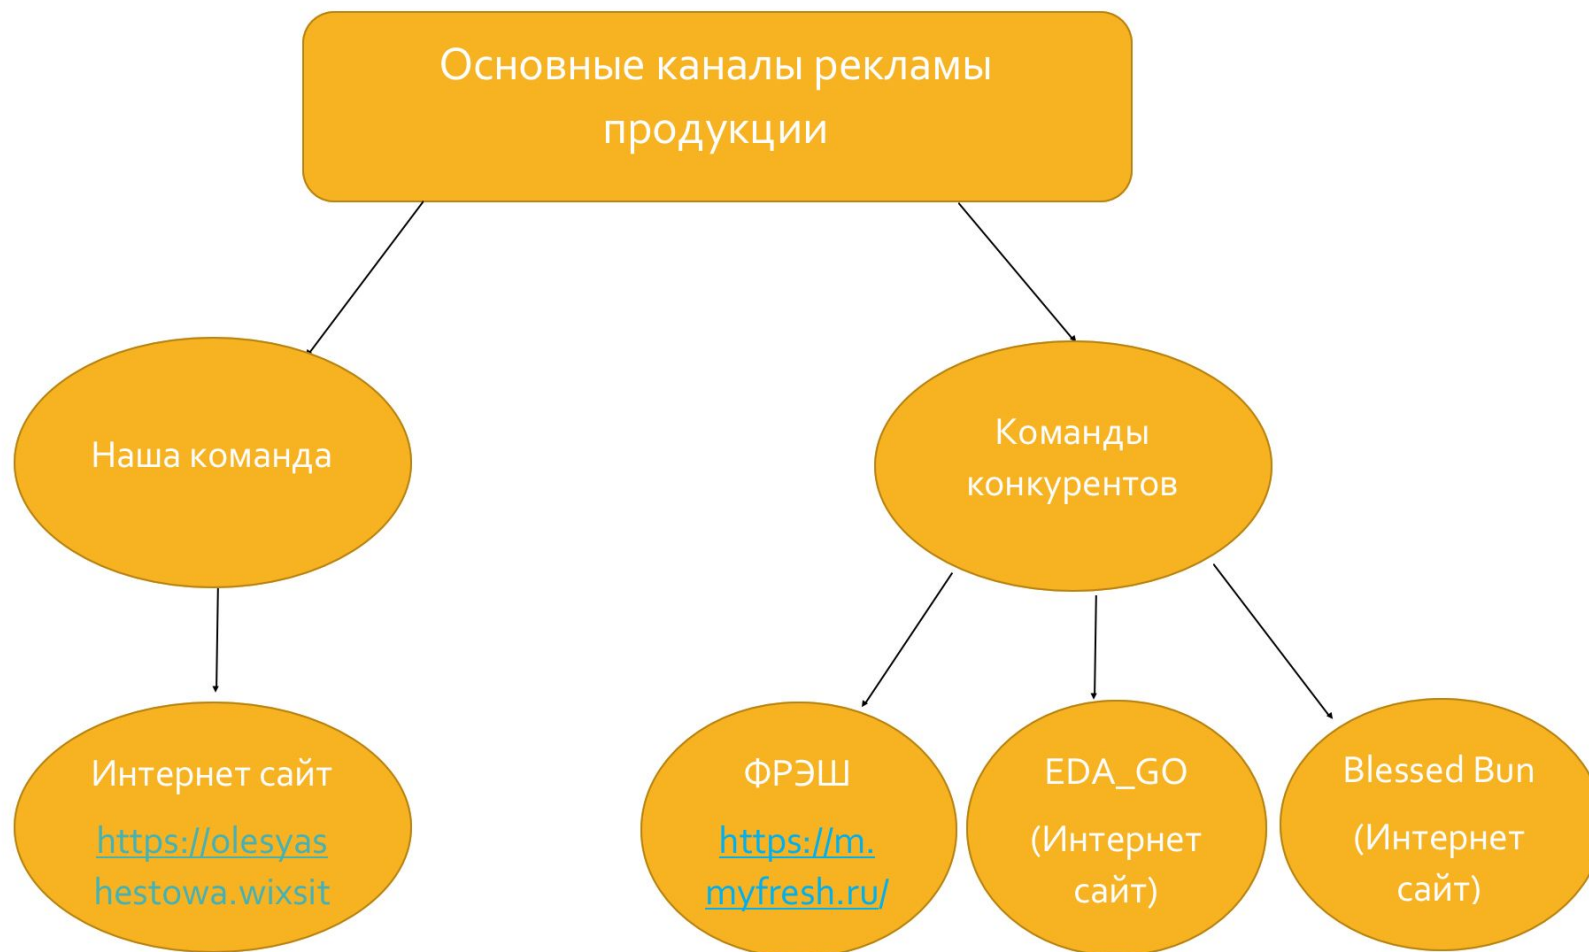 Основные каналы рекламы
продукции
Наша команда
Команды
конкурентов
Интернет сайт
https://olesyas
hestowa.wixsit
ФРЭШ
https://m.
myfresh.ru/
EDA_GO
(Интернет
сайт)
Blessed Bun
(Интернет
сайт)